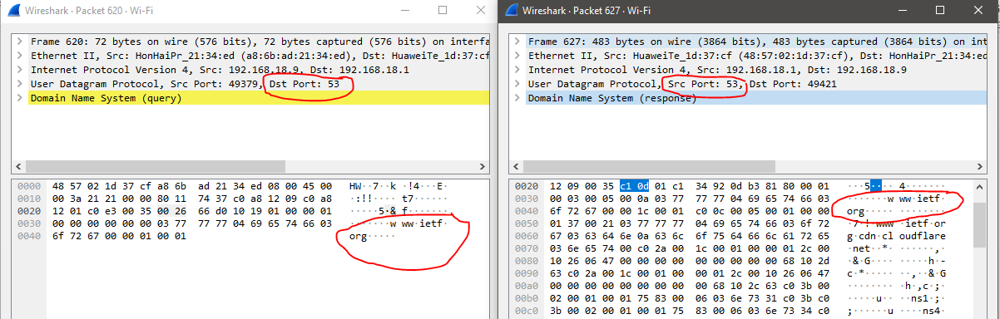 Wireshark · Packet 620 · Wi-Fi
Frame 620: 72 bytes on wire (576 bits), 72 bytes captured (576 bits) on interfa
Ethernet II, Src: HonHaiPr_21:34:ed (a8:6b:ad:21:34:ed), Dst: HuaweiTe_1d:37:cf
Internet Protocol Version 4, Src: 192.168.18.9, Dst: 192.168.18.1
User Datagram Protocol, Src Port: 49379, Dst Port: 53
Domain Name System (query)
0000 48 57 02 1d 37 cf a8 6b ad 21 34 ed 08 00 45 00 HW··7··k ·!4···E·
0010 00 3a 21 21 00 00 80 11 74 37 c0 a8 12 09 c0 a8 ·:!!···· t7······
0020 12 01 c0 e3 00 35 00 26 66 d0 10 19 01 00 00 01 ·····5·& f·······
0030 00 00 00 00 00 00 03 77 77 77 04 69 65 74 66 03 ·······w ww·ietf·
0040 6f 72 67 00 00 01 00 01 org·····
Wireshark · Packet 627 · Wi-Fi
Frame 627: 483 bytes on wire (3864 bits), 483 bytes captured (3864 bits) on int
Ethernet II, Src: HuaweiTe_1d:37:cf (48:57:02:1d:37:cf), Dst: HonHaiPr_21:34:ed
Internet Protocol Version 4, Src: 192.168.18.1, Dst: 192.168.18.9
User Datagram Protocol, Src Port: 53, Dst Port: 49421
Domain Name System (response)
0020 12 09 00 35 c1 0d 01 c1 34 92 0d b3 81 80 00 01 ···5···· 4·······
0030 00 03 00 05 00 0a 03 77 77 77 04 69 65 74 66 03 ·······w ww·ietf·
0040 6f 72 67 00 00 1c 00 01 c0 0c 00 05 00 01 00 00 org····· ········
0050 01 37 00 21 03 77 77 77 04 69 65 74 66 03 6f 72 ·7·!·www ·ietf·or
0060 67 03 63 64 6e 0a 63 6c 6f 75 64 66 6c 61 72 65 g·cdn·cl oudflare
0070 03 6e 65 74 00 c0 2a 00 1c 00 01 00 00 01 2c 00 ·net··*· ······,·
0080 10 26 06 47 00 00 00 00 00 00 00 00 00 68 10 2d ·&·G···· ·····h·-
0090 63 c0 2a 00 1c 00 01 00 00 01 2c 00 10 26 06 47 c·*····· ··,··&·G
00a0 00 00 00 00 00 00 00 00 00 68 10 2c 63 c0 3b 00 ········ ·h·,c·;·
00b0 02 00 01 00 01 75 83 00 06 03 6e 73 31 c0 3b c0 ·····u·· ··ns1·;·
00c0 3b 00 02 00 01 00 01 75 83 00 06 03 6e 73 34 c0 ;······u ····ns4·